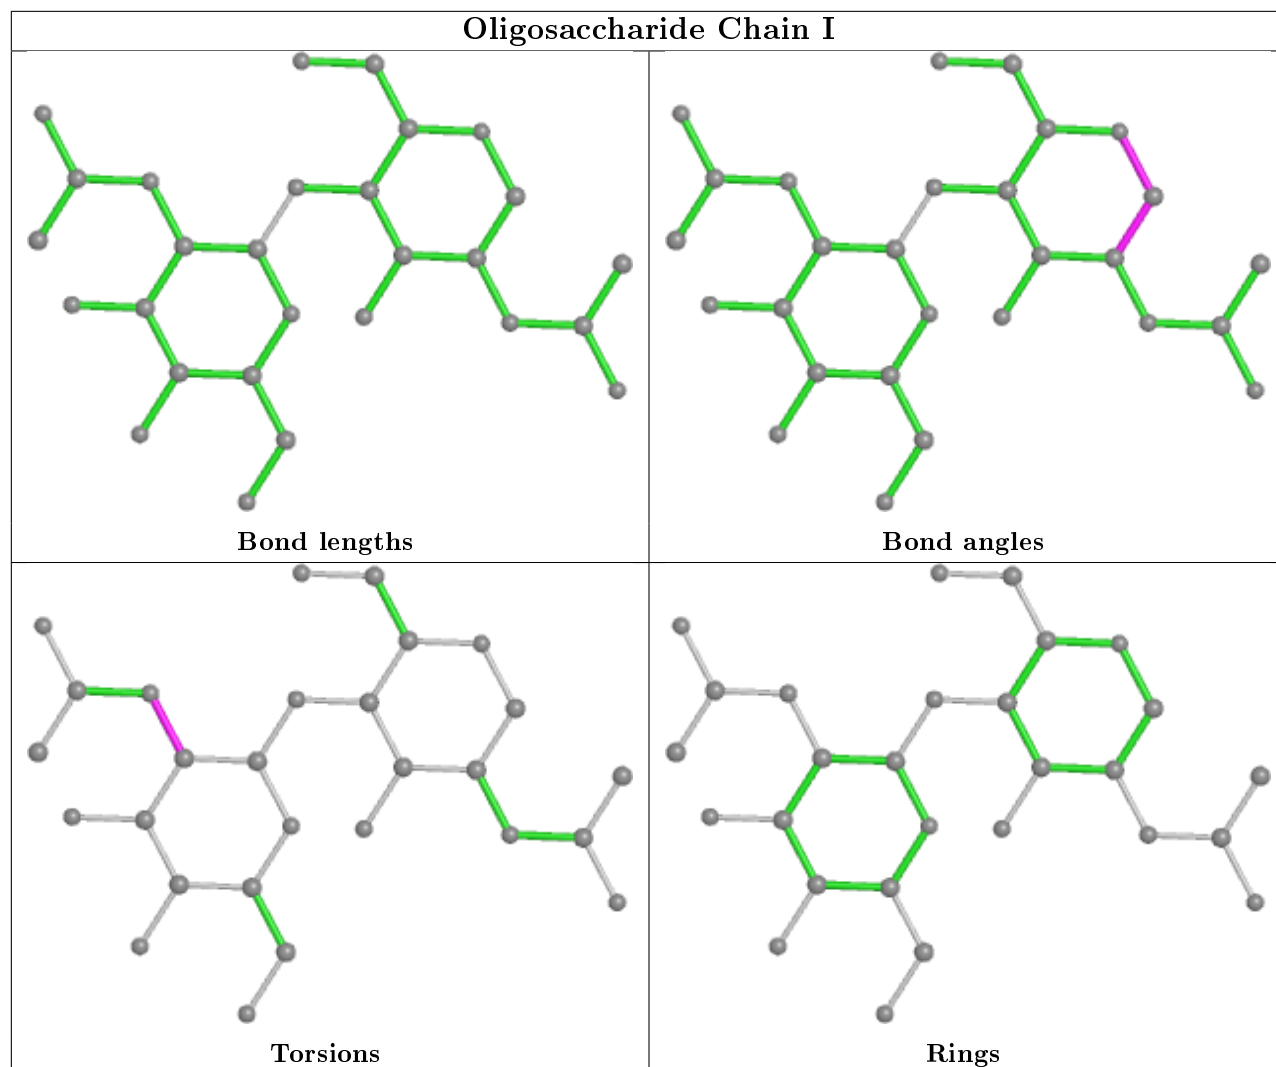 Oligosaccharide Chain I
Bond lengths
Bond angles
Torsions
Rings